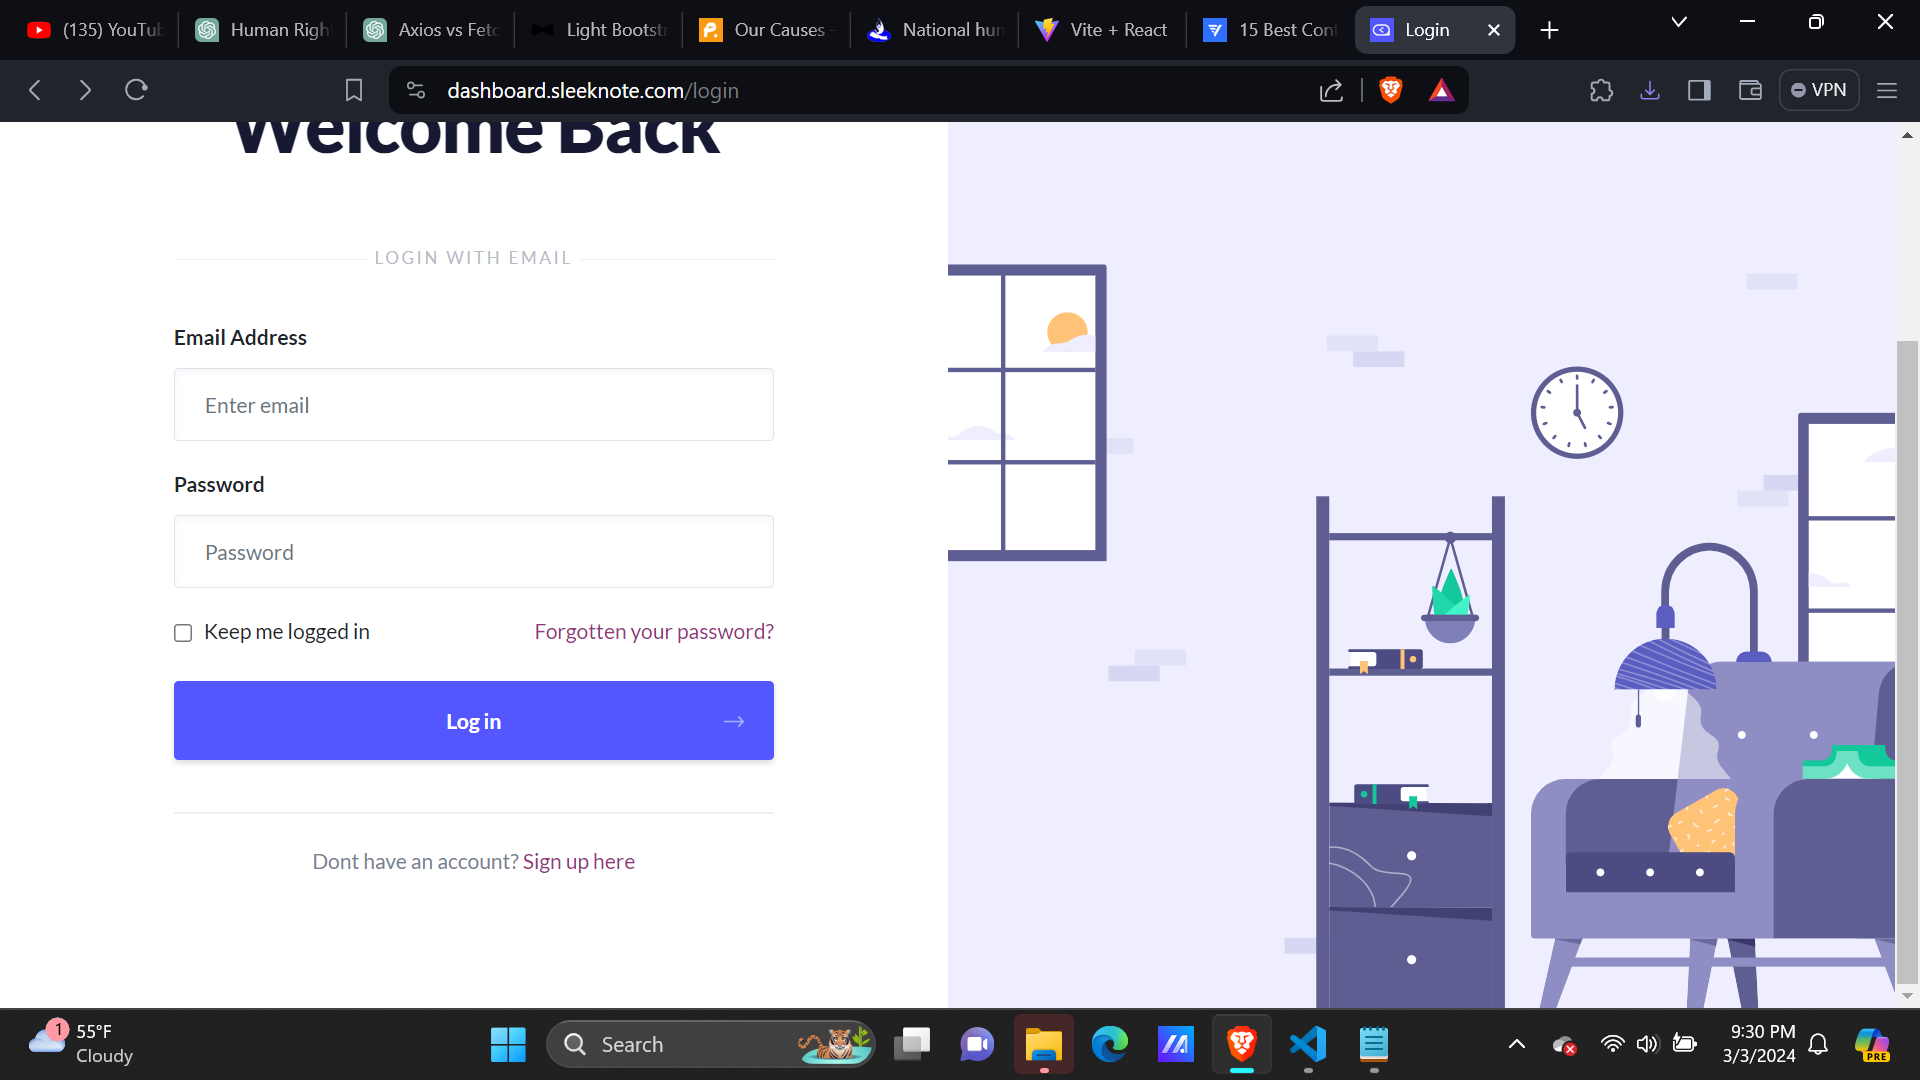 (135) YouTub
Human Righ
Axios vs Fetc
Light Bootstr
Our Causes -
National hum
Vite + React
15 Best Cont
Login
dashboard.sleeknote.com/login
VPN
Welcome Back
LOGIN WITH EMAIL
Email Address
Enter email
Password
Password
Keep me logged in
Forgotten your password?
Log in
Dont have an account? Sign up here
1
55°F
Cloudy
Search
9:30 PM
3/3/2024
PRE